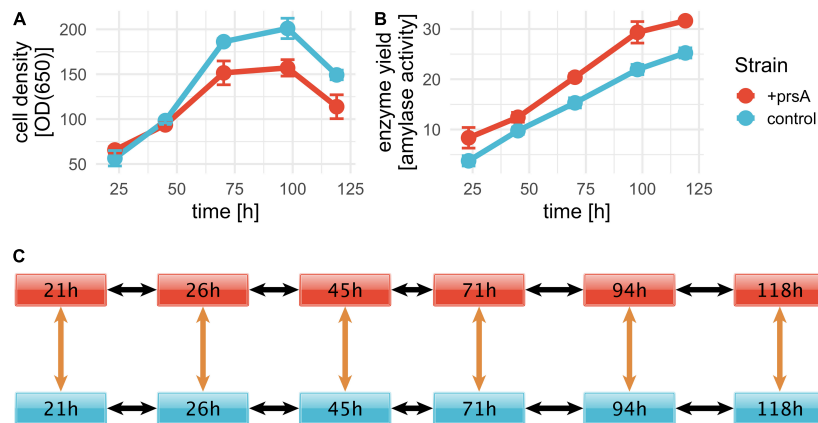 A
cell density
[OD(650)]
200
150
100
50
25 50 75 100 125
time [h]
B
enzyme yield
[amylase activity]
30
20
10
25 50 75 100 125
time [h]
Strain
+prsA
control
C
21h 26h 45h 71h 94h 118h
21h 26h 45h 71h 94h 118h